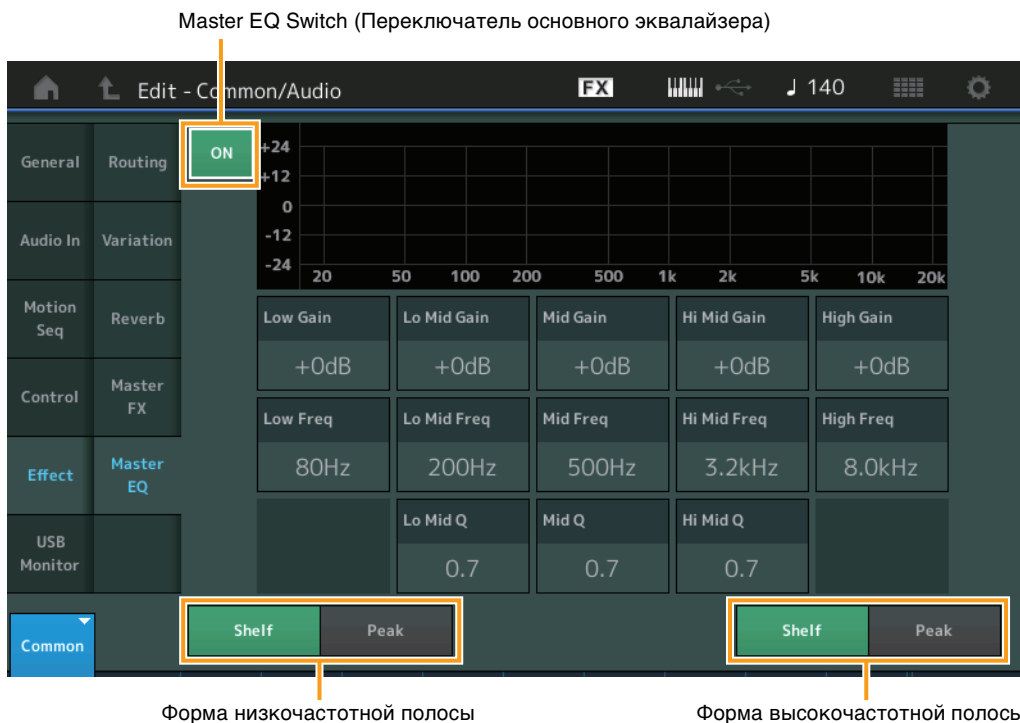 Master EQ Switch (Переключатель основного эквалайзера)
Edit - Common/Audio
FX
140
General
Routing
ON
Audio In
Variation
Motion
Seq
Reverb
Control
Master
FX
Effect
Master
EQ
USB
Monitor
Common
+24
+12
0
-12
-24
20 50 100 200 500 1k 2k 5k 10k 20k
Low Gain
Lo Mid Gain
Mid Gain
Hi Mid Gain
High Gain
+0dB
+0dB
+0dB
+0dB
+0dB
Low Freq
Lo Mid Freq
Mid Freq
Hi Mid Freq
High Freq
80Hz
200Hz
500Hz
3.2kHz
8.0kHz
Lo Mid Q
Mid Q
Hi Mid Q
0.7
0.7
0.7
Shelf
Peak
Shelf
Peak
Форма низкочастотной полосы
Форма высокочастотной полосы